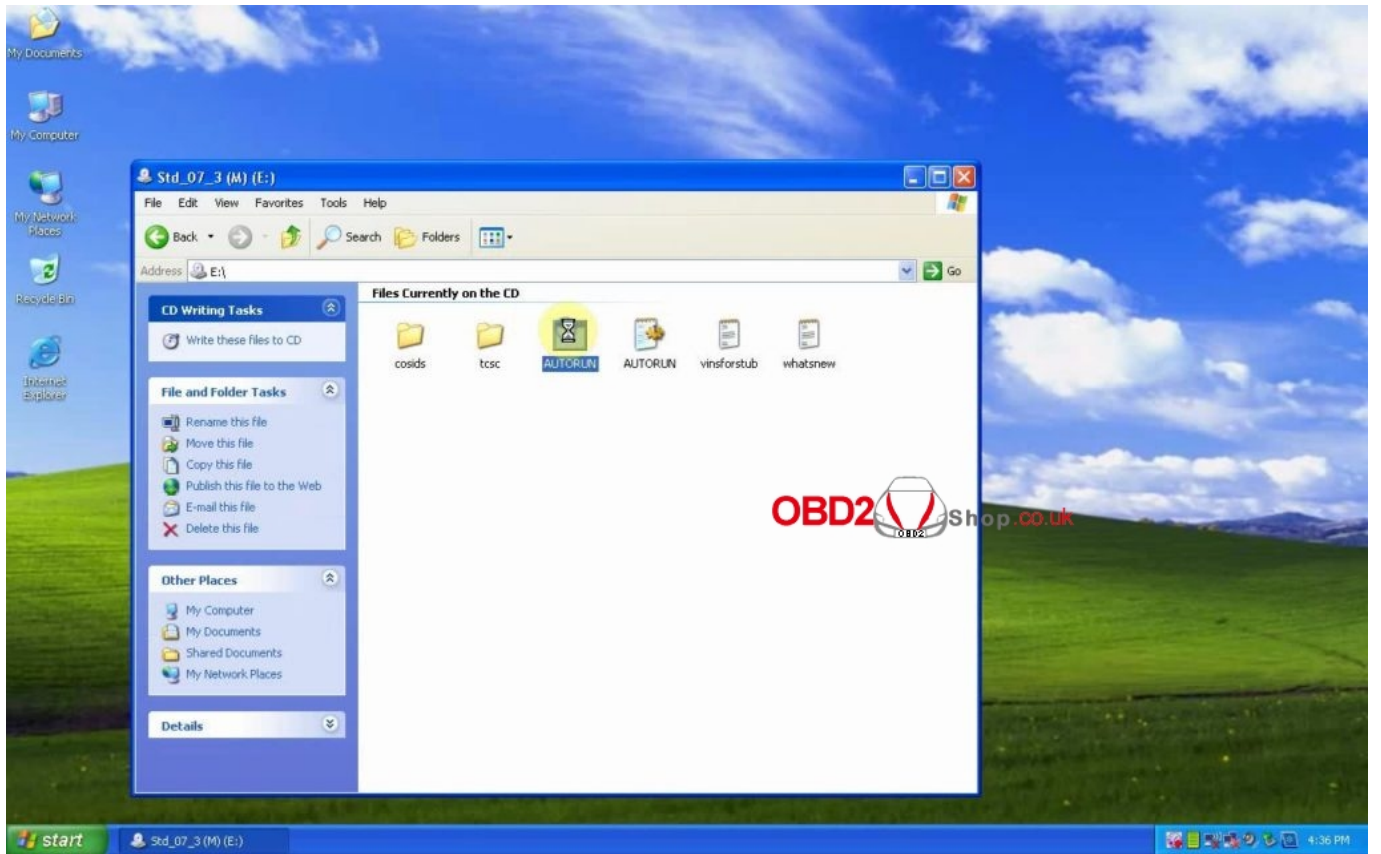 My Documents
My Computer
My Network
Places
Recycle Bin
Internet
Explorer
Std_07_3 (M) (E:)
File Edit View Favorites Tools Help
Back Search Folders
Address E:\ Go
CD Writing Tasks
Write these files to CD
File and Folder Tasks
Rename this file
Move this file
Copy this file
Publish this file to the Web
E-mail this file
Delete this file
Other Places
My Computer
My Documents
Shared Documents
My Network Places
Details
Files Currently on the CD
cosids tcsc AUTORUN AUTORUN vinsforstub whatsnew
OBD2 Shop.co.uk
OBD2
start Std_07_3 (M) (E:) 4:36 PM